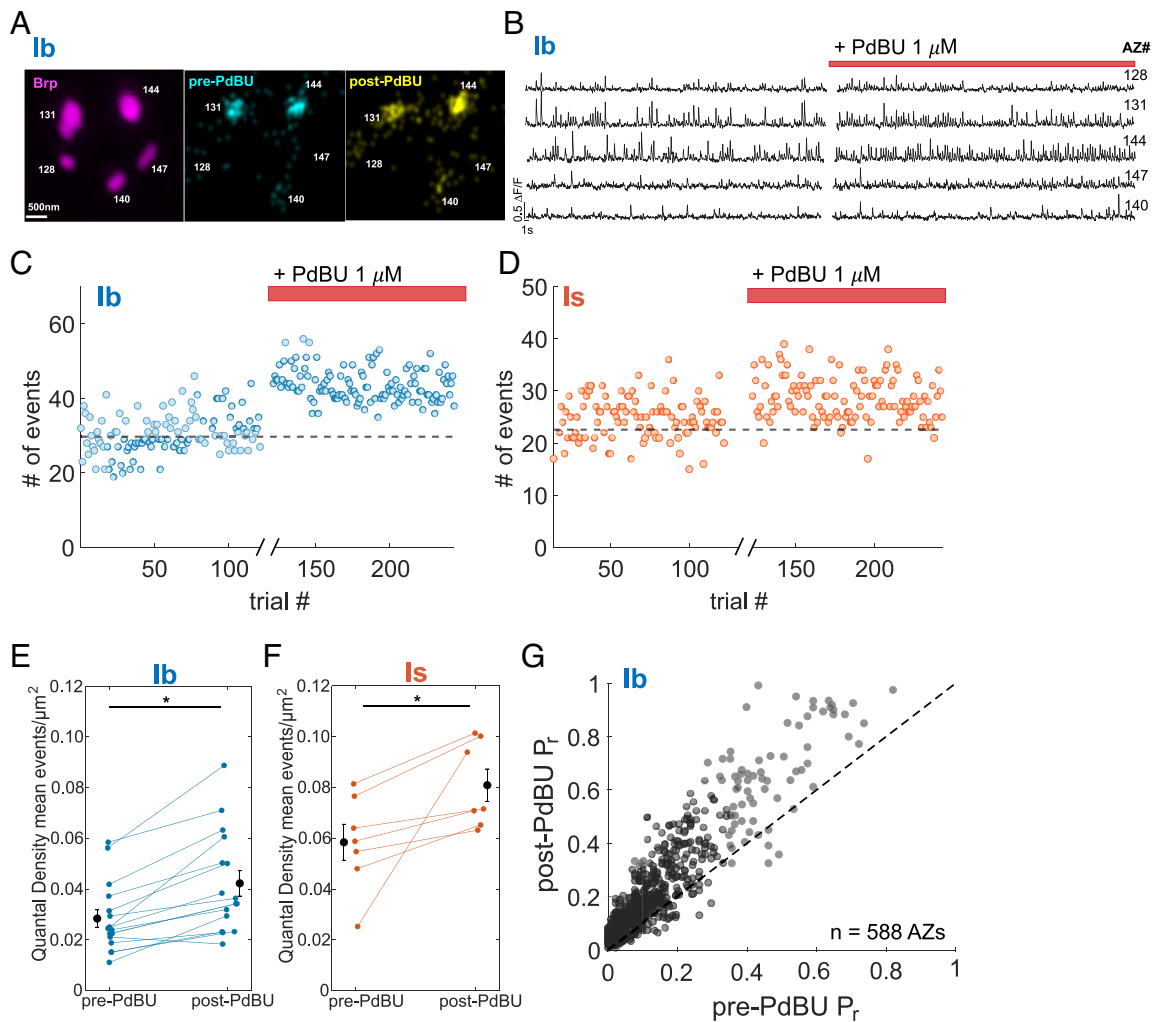 A
Ib
Brp
144
131
128
147
140
500nm
pre-PdBU
144
131
128
147
140
post-PdBU
144
131
128
147
140
B
Ib
+ PdBU 1 μM
AZ#
128
131
144
147
140
0.5 ΔF/F
1s
C
Ib
+ PdBU 1 μM
# of events
60
40
20
0
50
100
150
200
trial #
D
Is
+ PdBU 1 μM
# of events
50
40
30
20
10
0
50
100
150
200
trial #
E
Ib
*
Quantal Density mean events/μm²
0.12
0.10
0.08
0.06
0.04
0.02
0
pre-PdBU
post-PdBU
F
Is
*
Quantal Density mean events/μm²
0.12
0.10
0.08
0.06
0.04
0.02
0
pre-PdBU
post-PdBU
G
Ib
post-PdBU Pr
1
0.8
0.6
0.4
0.2
0
n = 588 AZs
0
0.2
0.4
0.6
0.8
1
pre-PdBU Pr